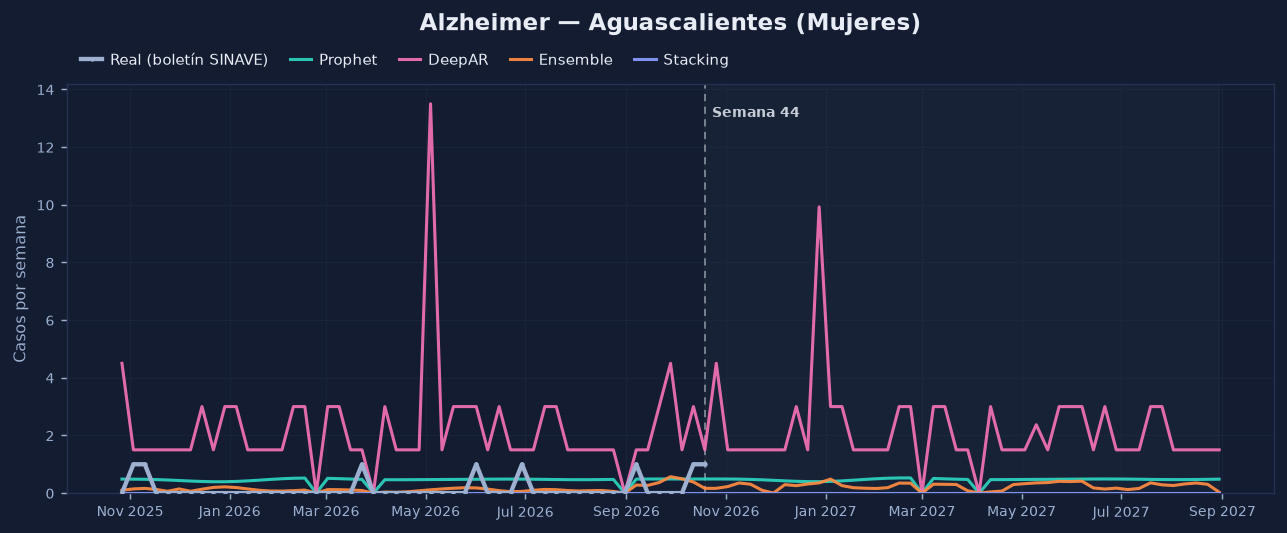 Alzheimer — Aguascalientes (Mujeres)
Real (boletín SINAVE) Prophet DeepAR Ensemble Stacking
Semana 44
Casos por semana
14
12
10
8
6
4
2
0
Nov 2025 Jan 2026 Mar 2026 May 2026 Jul 2026 Sep 2026 Nov 2026 Jan 2027 Mar 2027 May 2027 Jul 2027 Sep 2027